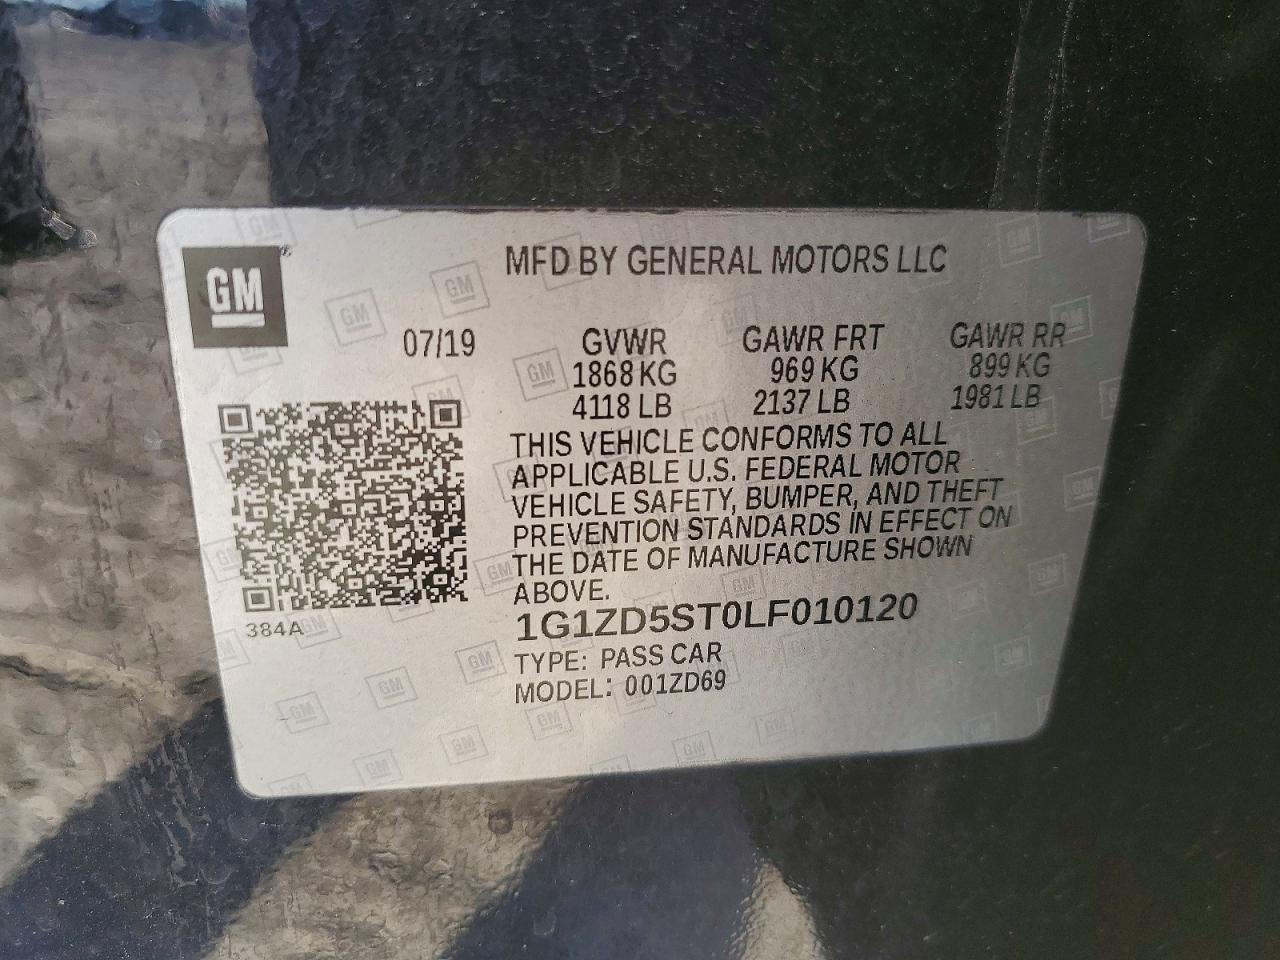 GM
MFD BY GENERAL MOTORS LLC
07/19 GVWR GAWR FRT GAWR RR
1868 KG 969 KG 899 KG
4118 LB 2137 LB 1981 LB
THIS VEHICLE CONFORMS TO ALL
APPLICABLE U.S. FEDERAL MOTOR
VEHICLE SAFETY, BUMPER, AND THEFT
PREVENTION STANDARDS IN EFFECT ON
THE DATE OF MANUFACTURE SHOWN
ABOVE.
384A
1G1ZD5ST0LF010120
TYPE: PASS CAR
MODEL: 001ZD69